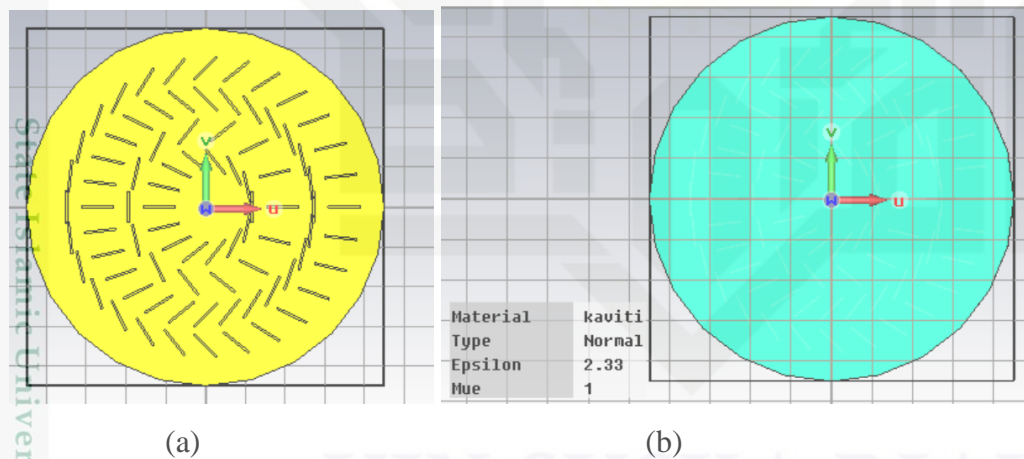 State Islamic Univer
v
w u
v
w u
Material kaviti
Type Normal
Epsilon 2.33
Mue 1
(a) (b)